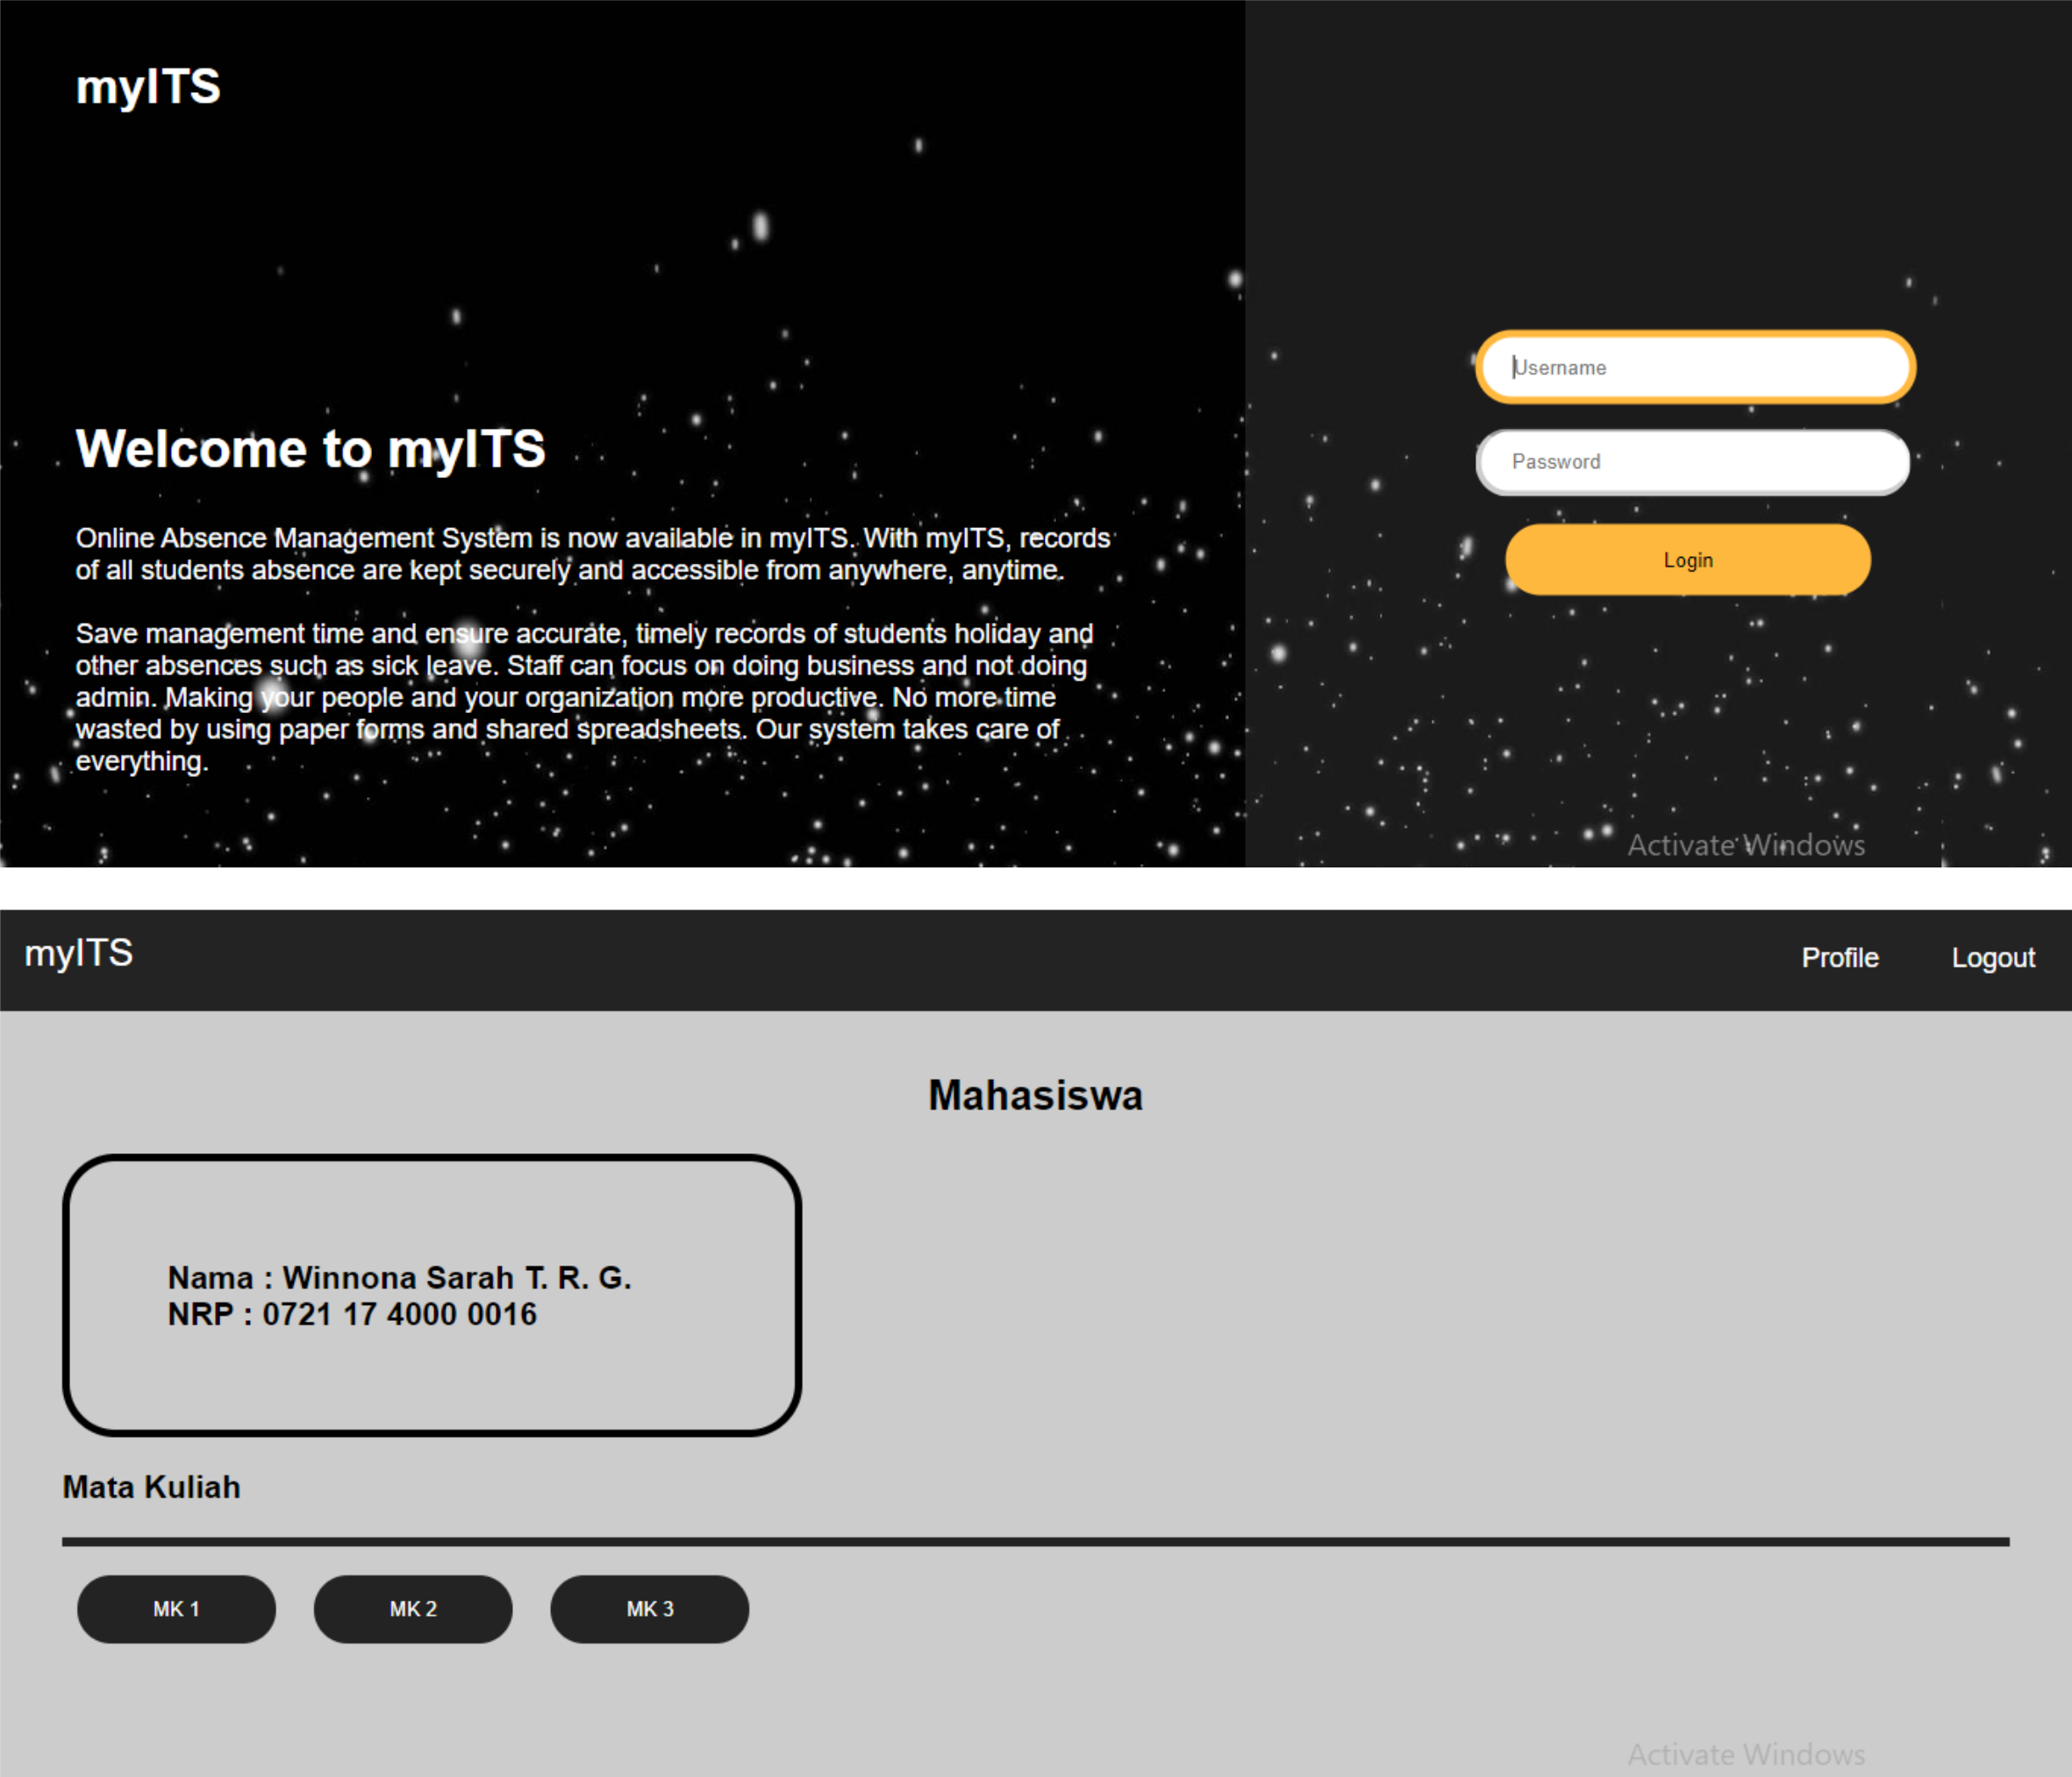 myITS
Welcome to myITS
Online Absence Management System is now available in myITS. With myITS, records
of all students absence are kept securely and accessible from anywhere, anytime.
Save management time and ensure accurate, timely records of students holiday and
other absences such as sick leave. Staff can focus on doing business and not doing
admin. Making your people and your organization more productive. No more time
wasted by using paper forms and shared spreadsheets. Our system takes care of
everything.
Username
Password
Login
Activate Windows
myITS
Profile
Logout
Mahasiswa
Nama : Winnona Sarah T. R. G.
NRP : 0721 17 4000 0016
Mata Kuliah
MK 1
MK 2
MK 3
Activate Windows